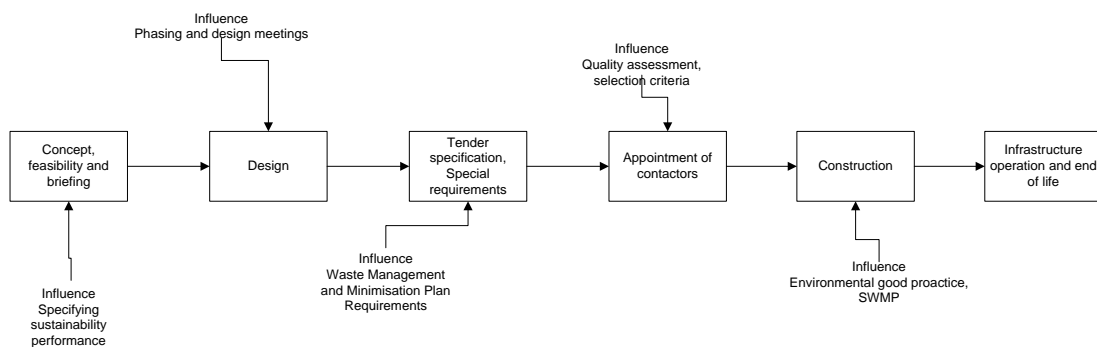 Influence
Phasing and design meetings
Influence
Quality assessment,
selection criteria
Concept,
feasibility and
briefing
Design
Tender
specification,
Special
requirements
Appointment of
contactors
Construction
Infrastructure
operation and end
of life
Influence
Specifying
sustainability
performance
Influence
Waste Management
and Minimisation Plan
Requirements
Influence
Environmental good proactice,
SWMP